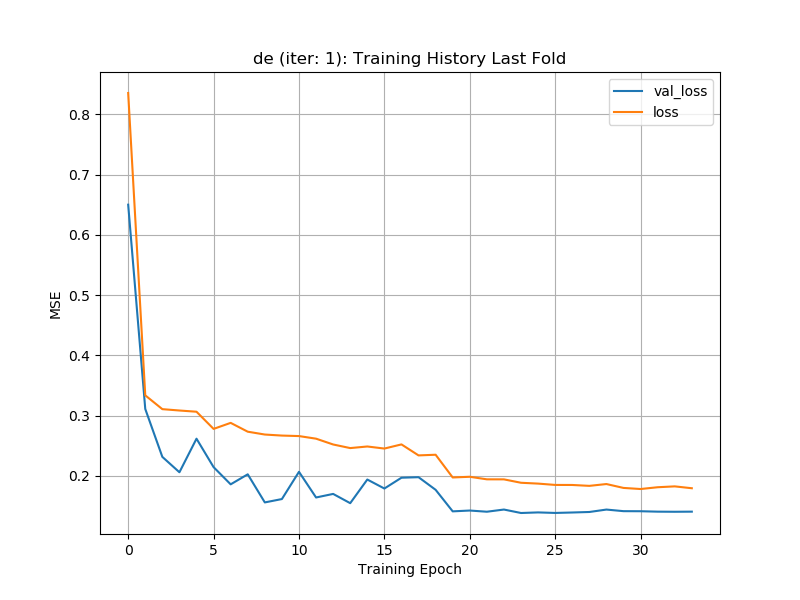 de (iter: 1): Training History Last Fold
val_loss
loss
0.8
0.7
0.6
0.5
0.4
0.3
0.2
MSE
0 5 10 15 20 25 30
Training Epoch